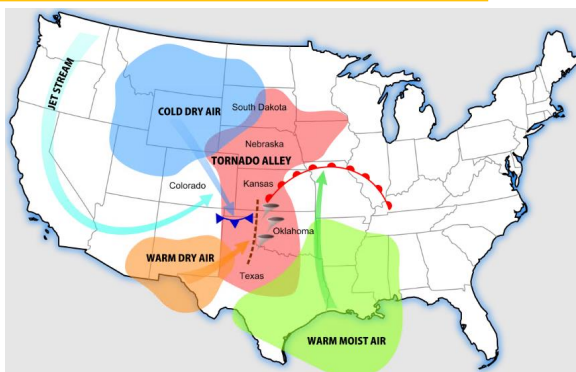 JET STREAM
COLD DRY AIR
South Dakota
Nebraska
TORNADO ALLEY
Colorado
Kansas
Oklahoma
WARM DRY AIR
Texas
WARM MOIST AIR